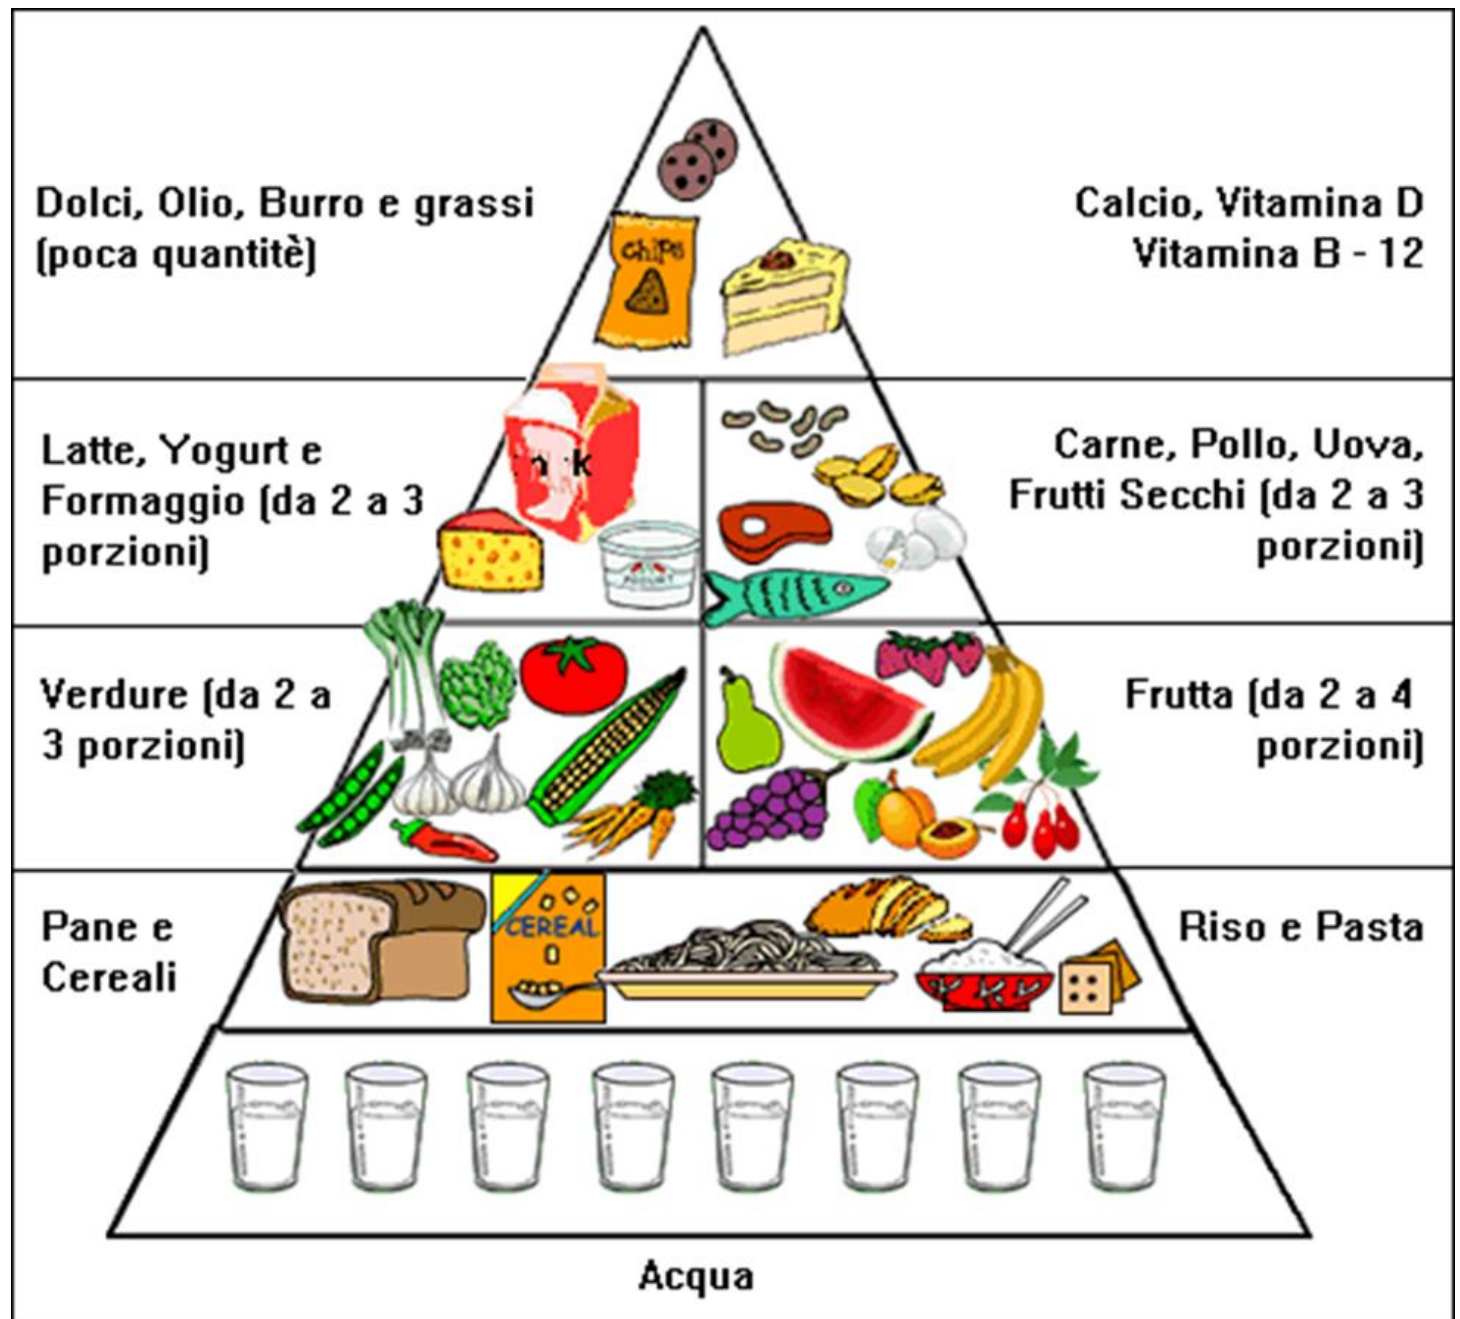 Dolci, Olio, Burro e grassi
(poca quantitè)
Calcio, Vitamina D
Vitamina B - 12
chips
Latte, Yogurt e
Formaggio (da 2 a 3
porzioni)
Carne, Pollo, Uova,
Frutti Secchi (da 2 a 3
porzioni)
YOGURT
Verdure (da 2 a
3 porzioni)
Frutta (da 2 a 4
porzioni)
Pane e
Cereali
CEREAL
Riso e Pasta
Acqua